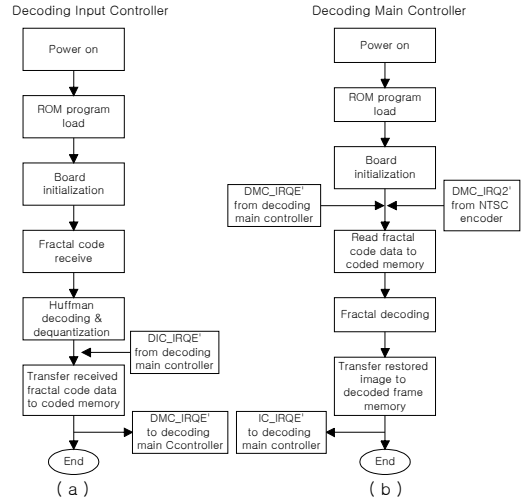 Decoding Input Controller
Power on
ROM program
load
Board
initialization
Fractal code
receive
Huffman
decoding &
dequantization
DIC_IRQE'
from decoding
main controller
Transfer received
fractal code data
to coded memory
DMC_IRQE'
to decoding
main Ccontroller
End
( a )
Decoding Main Controller
Power on
ROM program
load
Board
initialization
DMC_IRQE'
from decoding
main controller
DMC_IRQ2'
from NTSC
encoder
Read fractal
code data to
coded memory
Fractal decoding
Transfer restored
image to
decoded frame
memory
IC_IRQE'
to decoding
main controller
End
( b )